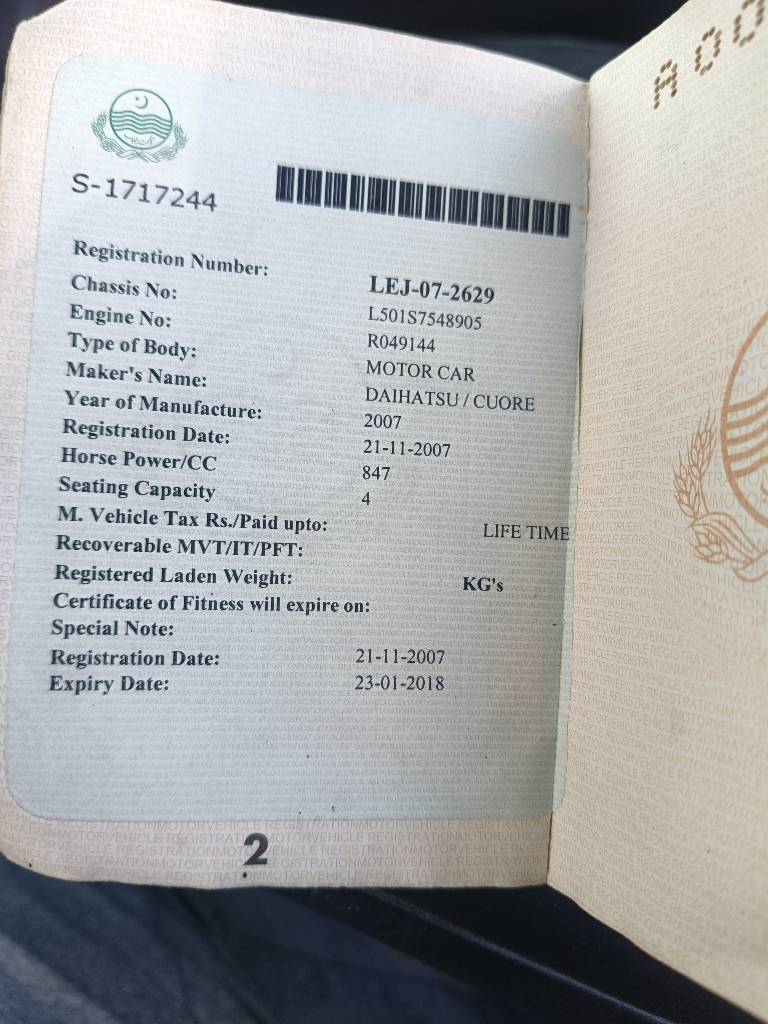 A00
S-1717244
Registration Number: LEJ-07-2629
Chassis No: L501S7548905
Engine No: R049144
Type of Body: MOTOR CAR
Maker's Name: DAIHATSU / CUORE
Year of Manufacture: 2007
Registration Date: 21-11-2007
Horse Power/CC 847
Seating Capacity 4
M. Vehicle Tax Rs./Paid upto: LIFE TIME
Recoverable MVT/IT/PFT:
Registered Laden Weight: KG's
Certificate of Fitness will expire on:
Special Note:
Registration Date: 21-11-2007
Expiry Date: 23-01-2018
2